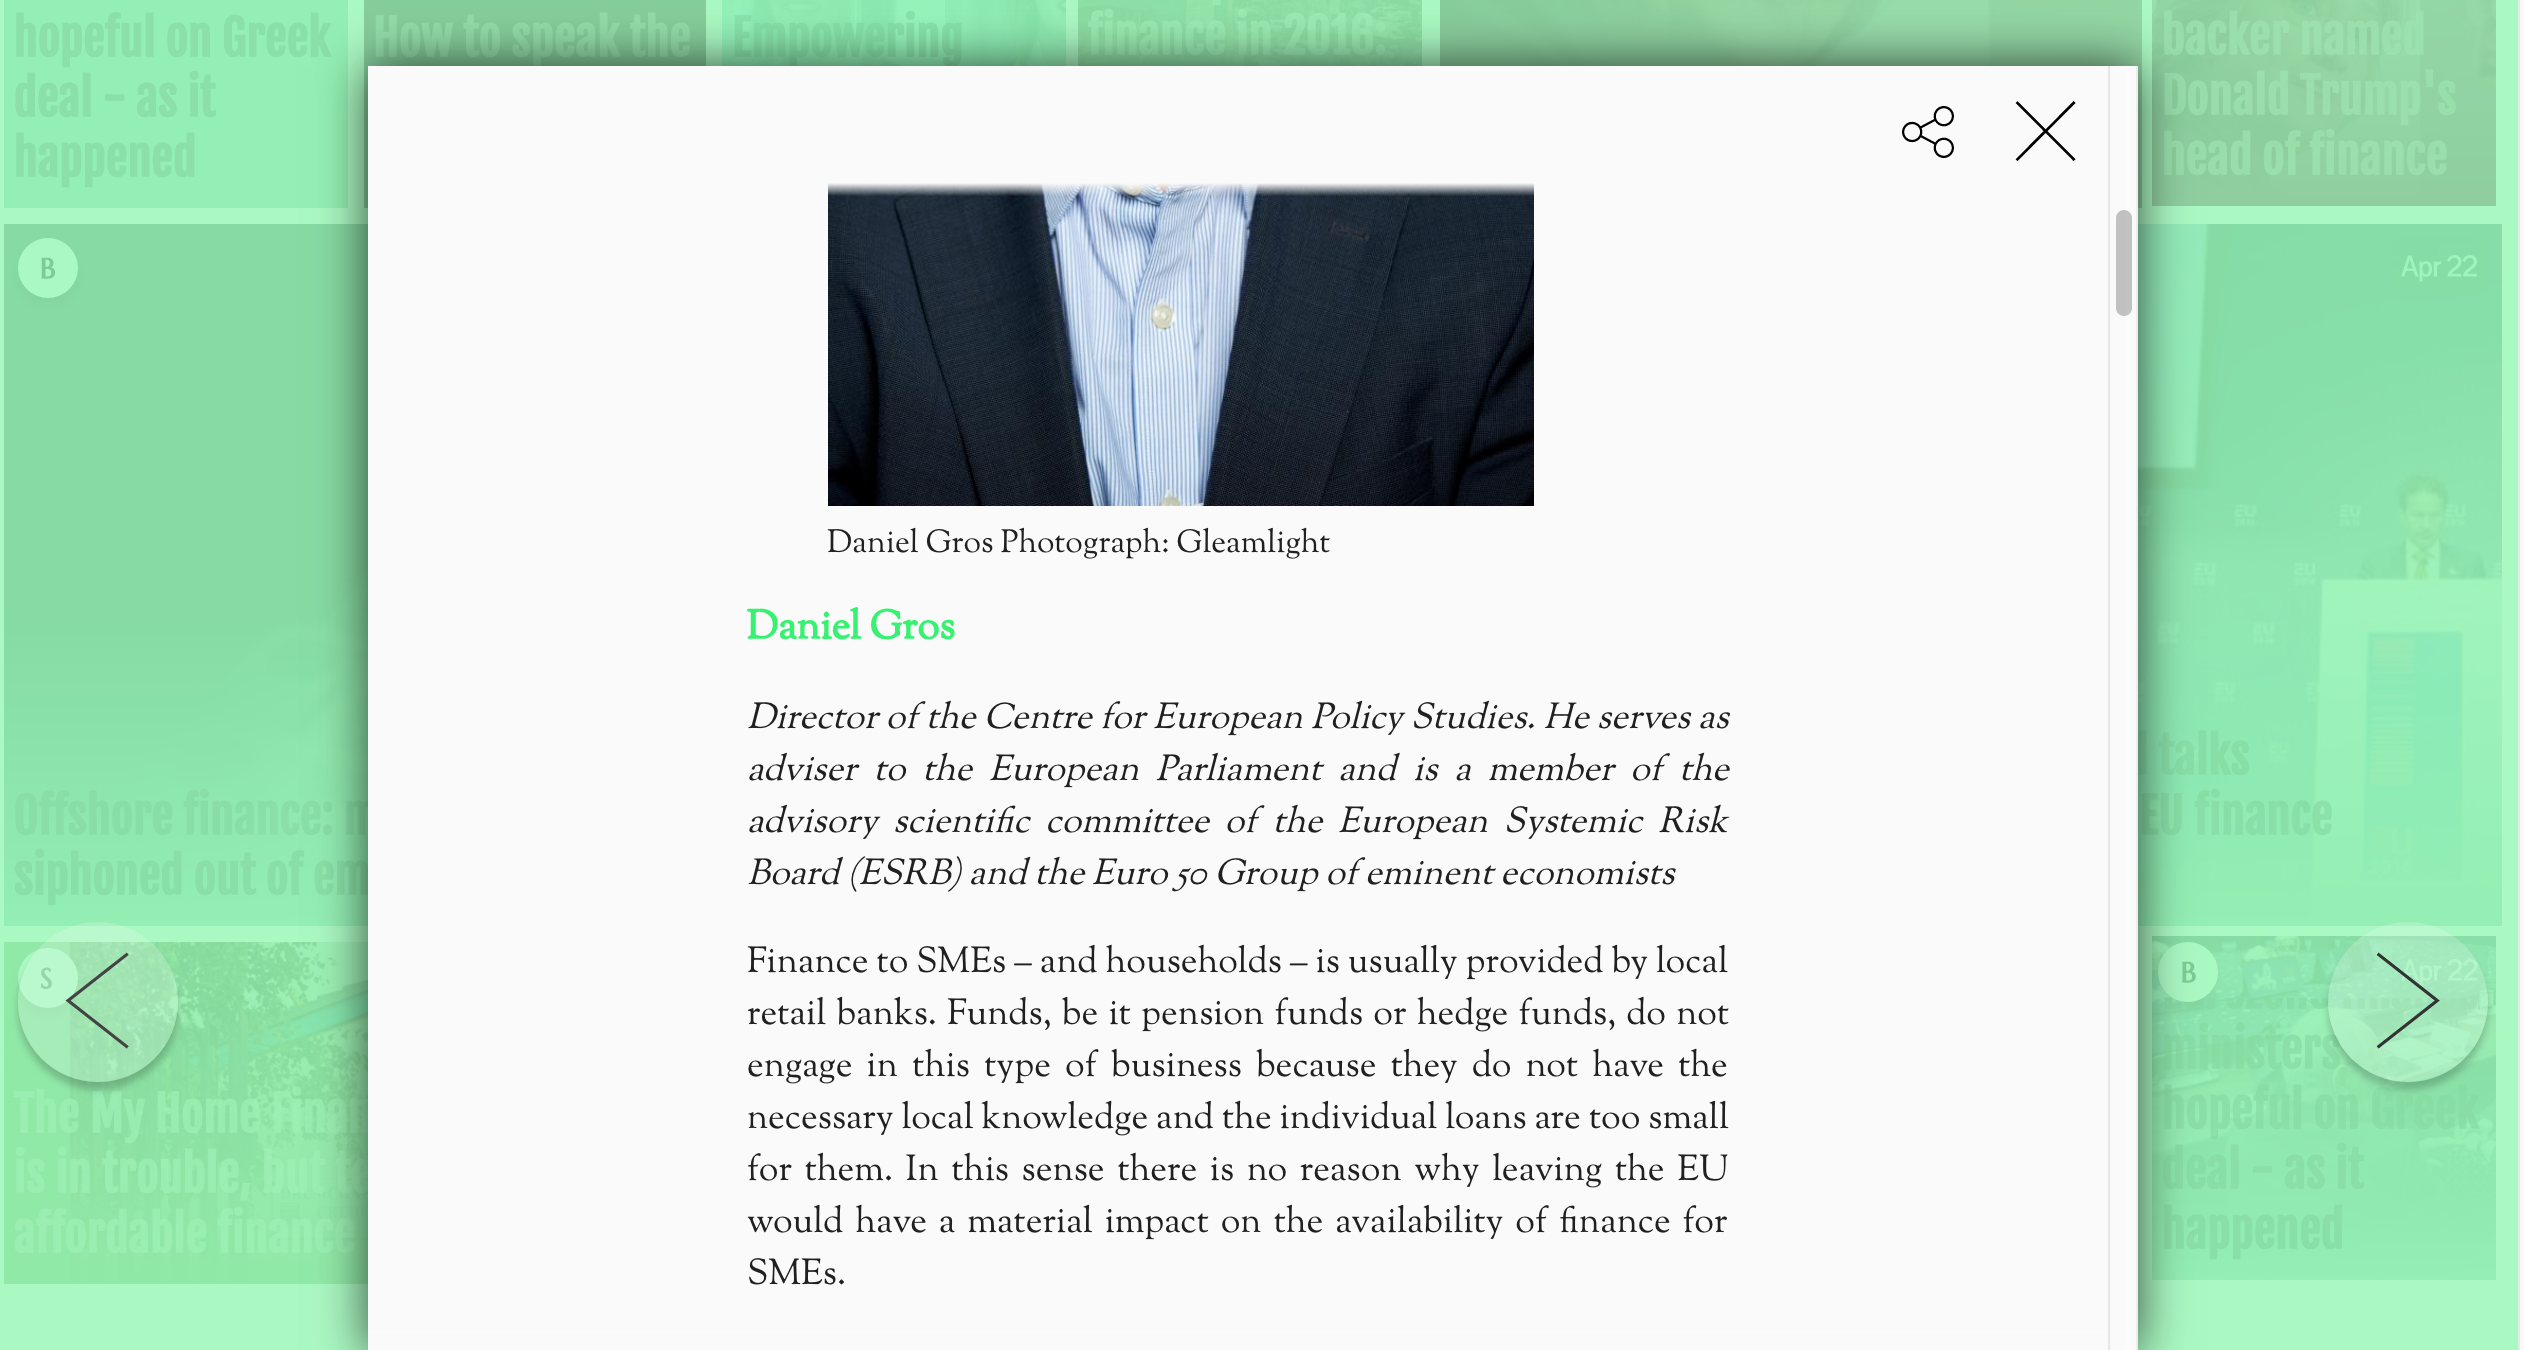 hopeful on Greek
deal – as it
happened
How to speak the
Empowering
finance in 2016.
backer named
Donald Trump's
head of finance
B
Apr 22
Daniel Gros Photograph: Gleamlight
Daniel Gros
Director of the Centre for European Policy Studies. He serves as
adviser to the European Parliament and is a member of the
advisory scientific committee of the European Systemic Risk
Board (ESRB) and the Euro 50 Group of eminent economists
Finance to SMEs – and households – is usually provided by local
retail banks. Funds, be it pension funds or hedge funds, do not
engage in this type of business because they do not have the
necessary local knowledge and the individual loans are too small
for them. In this sense there is no reason why leaving the EU
would have a material impact on the availability of finance for
SMEs.
Offshore finance:
siphoned out of
talks
EU finance
EU
EU
EU
EU
EU
S
The My Home
is in trouble, but
affordable finance
B
Apr 22
ministers
hopeful on Greek
deal – as it
happened